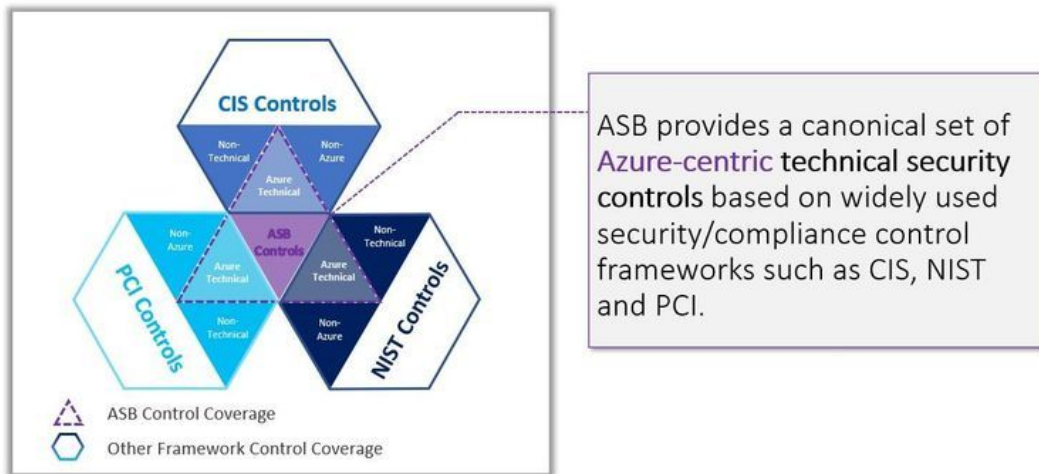 CIS Controls
Non-
Technical
Non-
Azure
Azure
Technical
ASB
Controls
Non-
Azure
Azure
Technical
Non-
Technical
PCI Controls
Non-
Technical
Azure
Technical
Non-
Azure
NIST Controls
ASB Control Coverage
Other Framework Control Coverage
ASB provides a canonical set of
Azure-centric technical security
controls based on widely used
security/compliance control
frameworks such as CIS, NIST
and PCI.